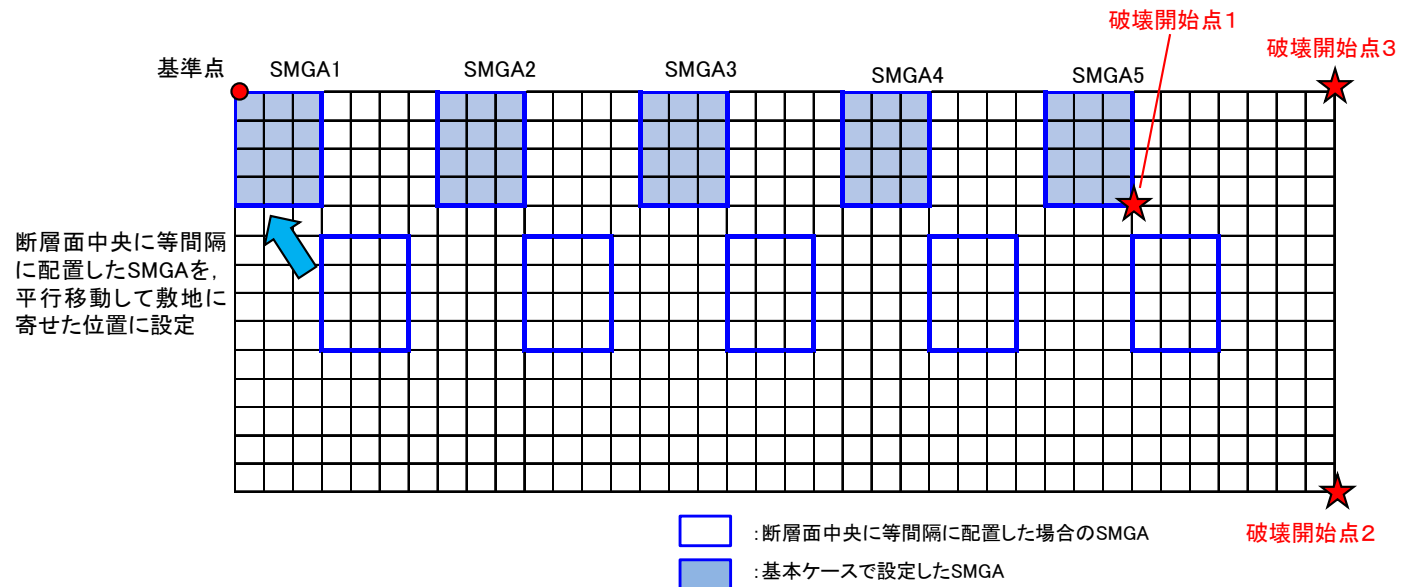 破壊開始点1
破壊開始点3
基準点
SMGA1
SMGA2
SMGA3
SMGA4
SMGA5
断層面中央に等間隔
に配置したSMGAを,
平行移動して敷地に
寄せた位置に設定
:断層面中央に等間隔に配置した場合のSMGA
破壊開始点2
:基本ケースで設定したSMGA